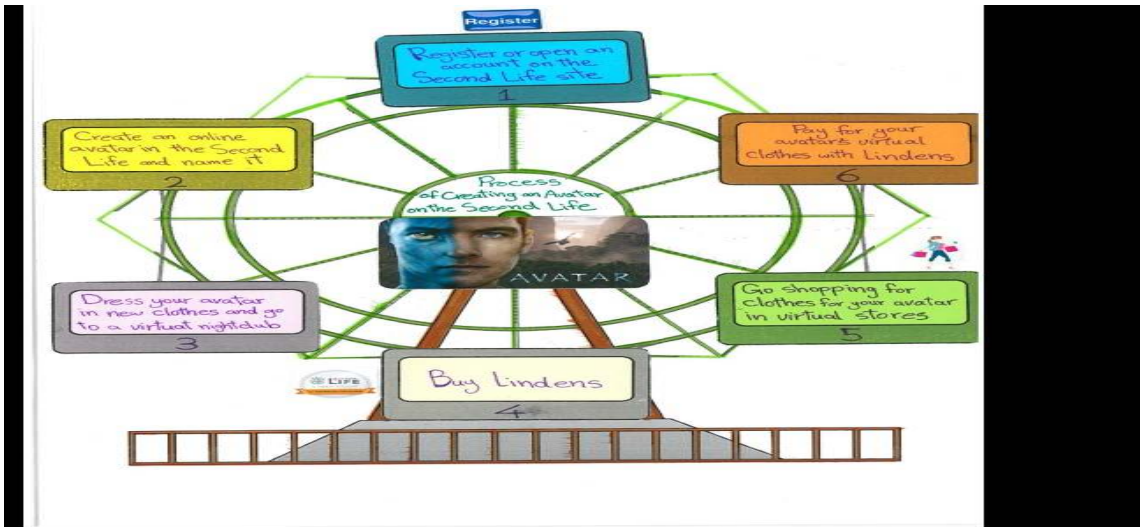 Register
Register or open an
account on the
Second Life site
1
Create an online
avatar in the Second
Life and name it
2
Pay for your
avatar's virtual
clothes with Lindens
6
Process
of Creating an Avatar
on the Second Life
AVATAR
Dress your avatar
in new clothes and go
to a virtual nightclub
3
Go shopping for
clothes for your avatar
in virtual stores
5
LIFE
Buy Lindens
4